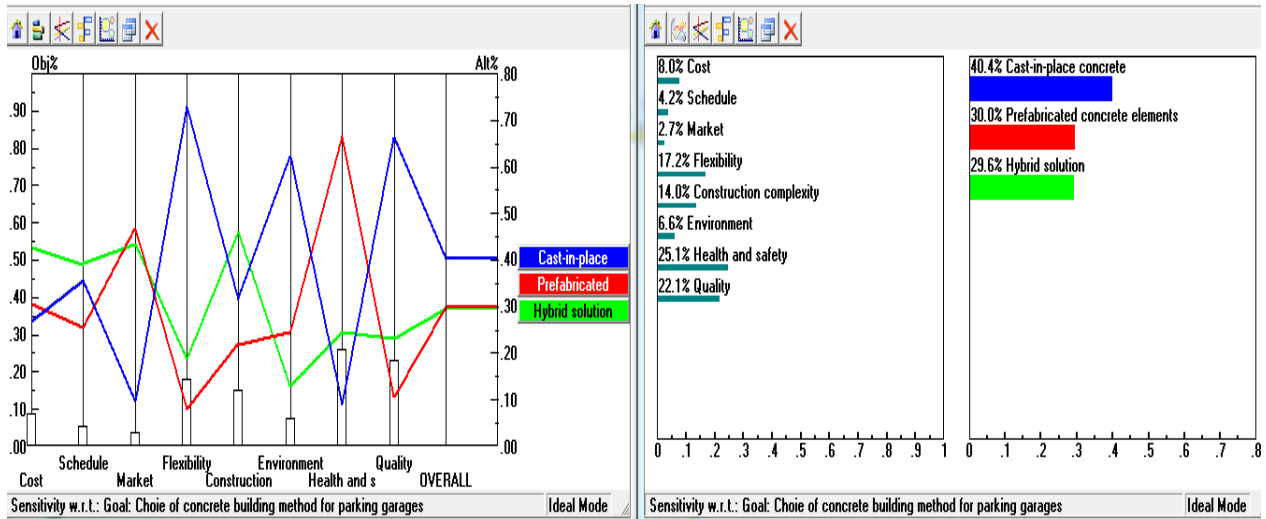 Obj%
Alt%
.90
.80
.70
.60
.50
.40
.30
.20
.10
.00
.80
.70
.60
.50
.40
.30
.20
.10
.00
Cast-in-place
Prefabricated
Hybrid solution
Schedule
Flexibility
Environment
Quality
Cost
Market
Construction
Health and s
OVERALL
Sensitivity w.r.t.: Goal: Choie of concrete building method for parking garages
Ideal Mode
8.0% Cost
4.2% Schedule
2.7% Market
17.2% Flexibility
14.0% Construction complexity
6.6% Environment
25.1% Health and safety
22.1% Quality
0 .1 .2 .3 .4 .5 .6 .7 .8 .9 1
40.4% Cast-in-place concrete
30.0% Prefabricated concrete elements
29.6% Hybrid solution
0 .1 .2 .3 .4 .5 .6 .7 .8
Sensitivity w.r.t.: Goal: Choie of concrete building method for parking garages
Ideal Mode